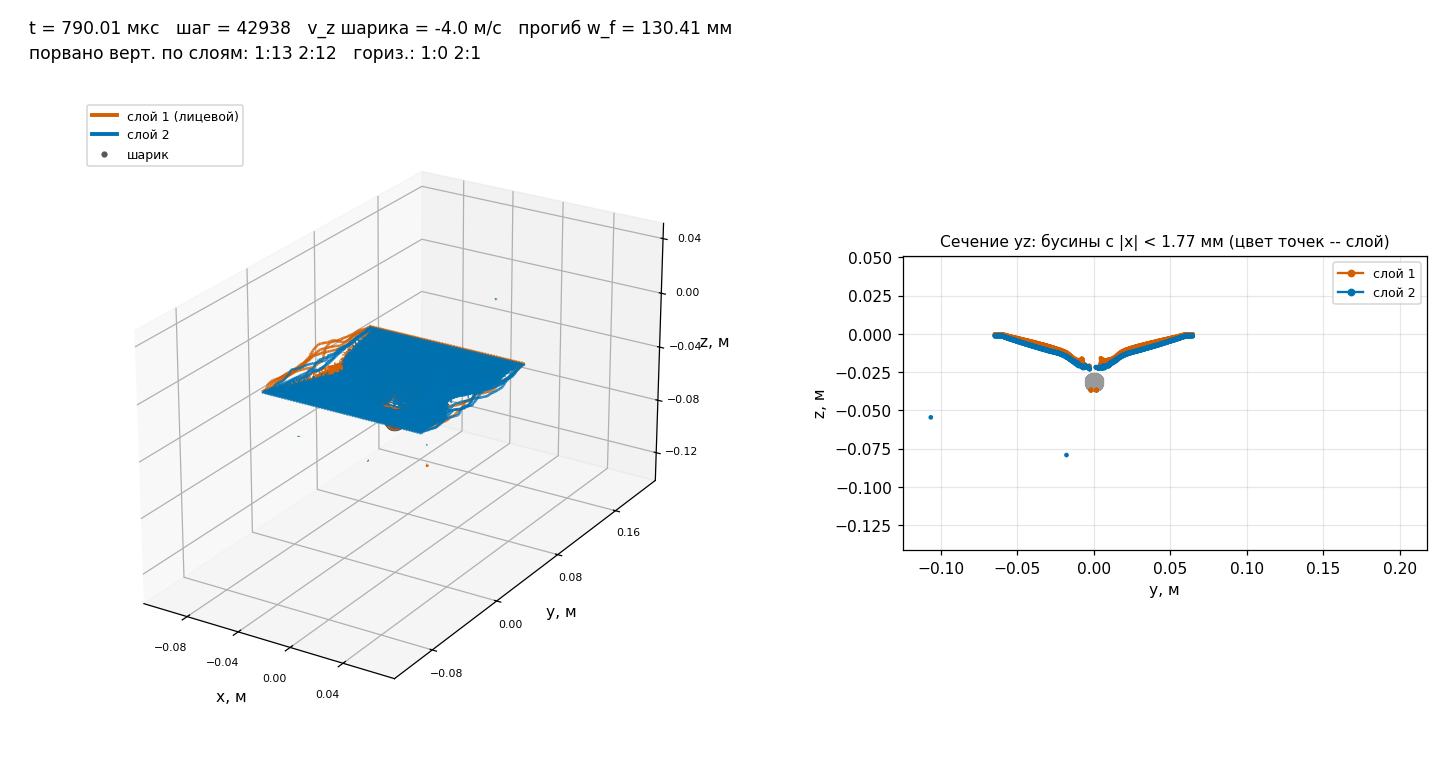 t = 790.01 мкс   шаг = 42938   v_z шарика = -4.0 м/с   прогиб w_f = 130.41 мм
порвано верт. по слоям: 1:13 2:12   гориз.: 1:0 2:1
слой 1 (лицевой)
слой 2
шарик
0.04
0.00
−0.04
z, м
−0.08
−0.12
0.16
0.08
y, м
0.00
−0.08
−0.08
−0.04
0.00
0.04
x, м
Сечение yz: бусины с |x| < 1.77 мм (цвет точек -- слой)
слой 1
слой 2
0.050
0.025
0.000
−0.025
−0.050
−0.075
−0.100
−0.125
z, м
−0.10
−0.05
0.00
0.05
0.10
0.15
0.20
y, м